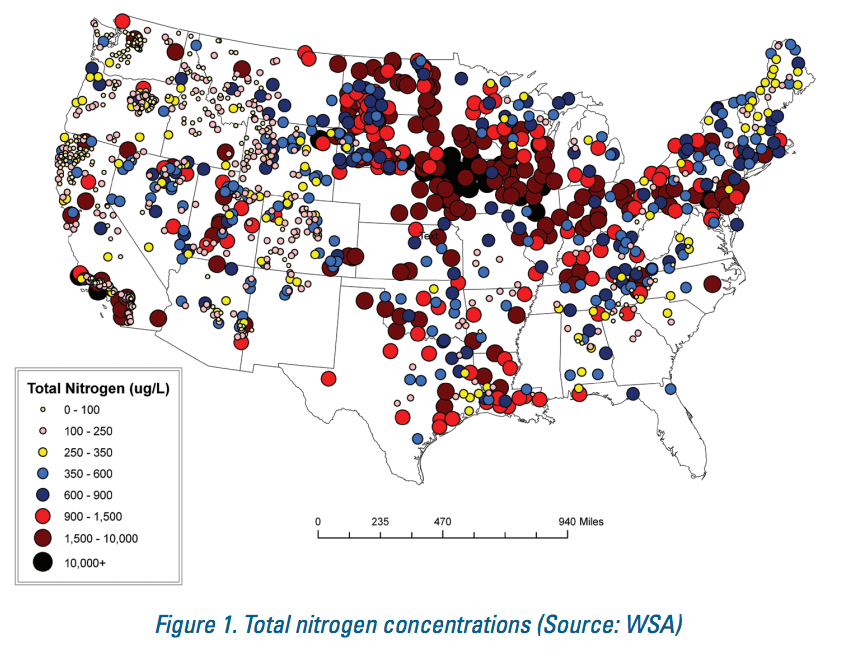 Total Nitrogen (ug/L)
0 - 100
100 - 250
250 - 350
350 - 600
600 - 900
900 - 1,500
1,500 - 10,000
10,000+
0 235 470 940 Miles
Figure 1. Total nitrogen concentrations (Source: WSA)